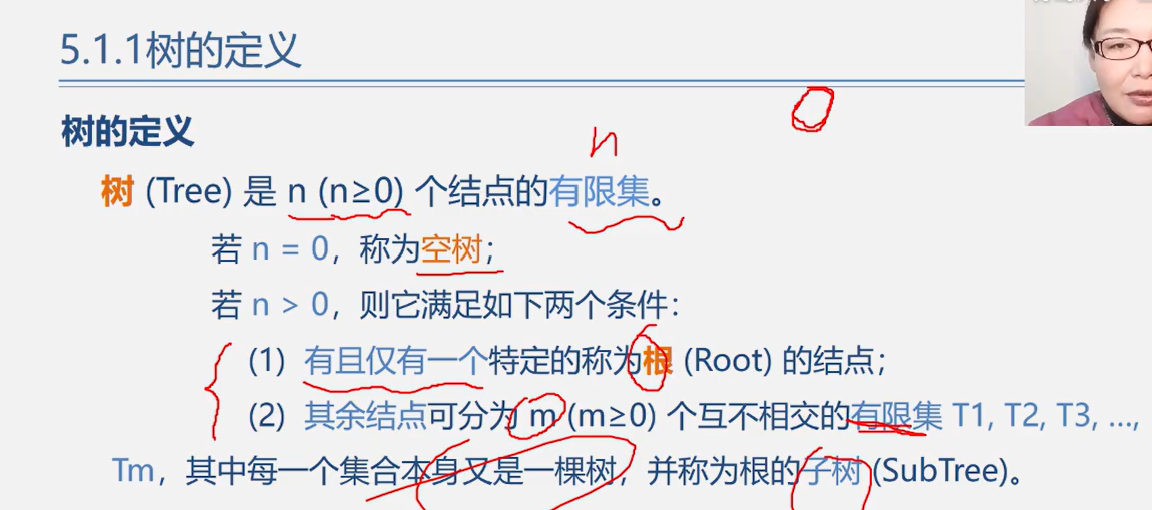 5.1.1树的定义
树的定义
n
树 (Tree) 是 n (n≥0) 个结点的有限集。
若 n = 0，称为空树；
若 n > 0，则它满足如下两个条件：
(1) 有且仅有一个特定的称为根 (Root) 的结点；
(2) 其余结点可分为 m (m≥0) 个互不相交的有限集 T1, T2, T3, …,
Tm，其中每一个集合本身又是一棵树，并称为根的子树 (SubTree)。